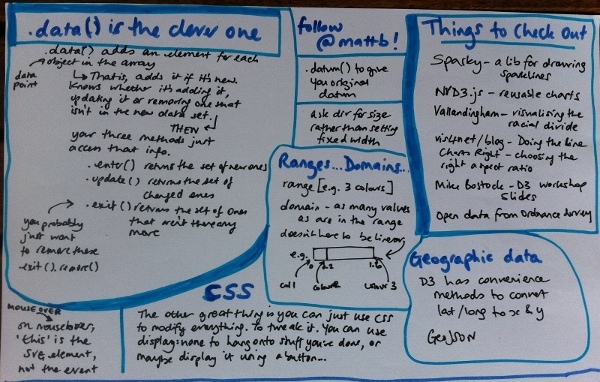 .data() is the clever one
.data() adds an element for each
object in the array
data
point
↳ That is, adds it if it's new.
Knows whether it's adding it,
updating it or removing one that
isn't in the new data set.
THEN
your three methods just
access that info.
.enter() returns the set of new ones
.update() returns the set of
changed ones
.exit() returns the set of ones
that aren't there any
more
you probably
just want
to remove these
.exit().remove()
MOUSEOVER
on mouseover,
'this' is the
SVG element,
not the event
follow
@mattb!
.datum() to give
you original
datum
ask div for size
rather than setting
fixed width
Ranges... Domains...
range [e.g. 3 colours]
domain - as many values
as are in the range
doesn't have to be linear
e.g.
0 .2 1.0
col 1 colour 2 colour 3
CSS
The other great thing is you can just use CSS
to modify everything. To tweak it. You can use
display:none to hang onto stuff you've done, or
maybe display it using a button...
Things to check out
Sparky - a lib for drawing
sparklines
NVD3.js - reusable charts
Vallandingham - visualising the
racial divide
vis4.net/blog - Doing the Line
Charts Right - choosing the
right aspect ratio
Mike Bostock - D3 workshop
slides
Open data from Ordnance Survey
Geographic data
D3 has convenience
methods to convert
lat/long to x & y
GeoJson